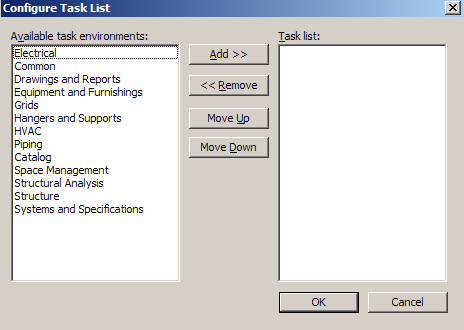 Configure Task List
Available task environments:
Task list:
Electrical
Common
Drawings and Reports
Equipment and Furnishings
Grids
Hangers and Supports
HVAC
Piping
Catalog
Space Management
Structural Analysis
Structure
Systems and Specifications
Add >>
<< Remove
Move Up
Move Down
OK
Cancel